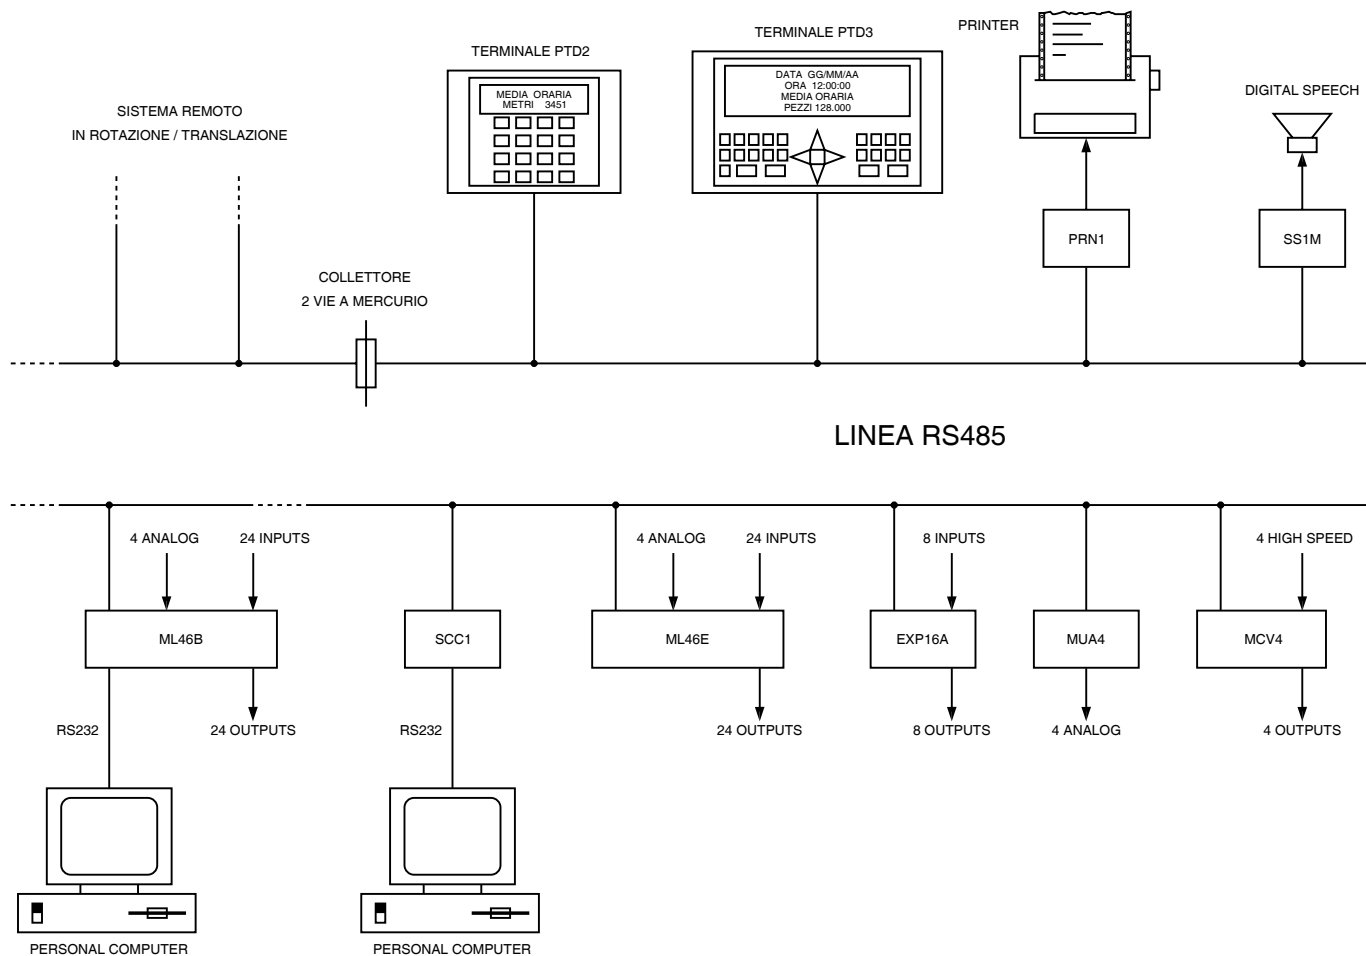 TERMINALE PTD3
PRINTER
TERMINALE PTD2
DATA GG/MM/AA
ORA 12:00:00
MEDIA ORARIA
PEZZI 128.000
MEDIA ORARIA
METRI 3451
DIGITAL SPEECH
SISTEMA REMOTO
IN ROTAZIONE / TRANSLAZIONE
PRN1
SS1M
COLLETTORE
2 VIE A MERCURIO
LINEA RS485
4 ANALOG
24 INPUTS
4 ANALOG
24 INPUTS
8 INPUTS
4 HIGH SPEED
ML46B
SCC1
ML46E
EXP16A
MUA4
MCV4
RS232
24 OUTPUTS
RS232
24 OUTPUTS
8 OUTPUTS
4 ANALOG
4 OUTPUTS
PERSONAL COMPUTER
PERSONAL COMPUTER